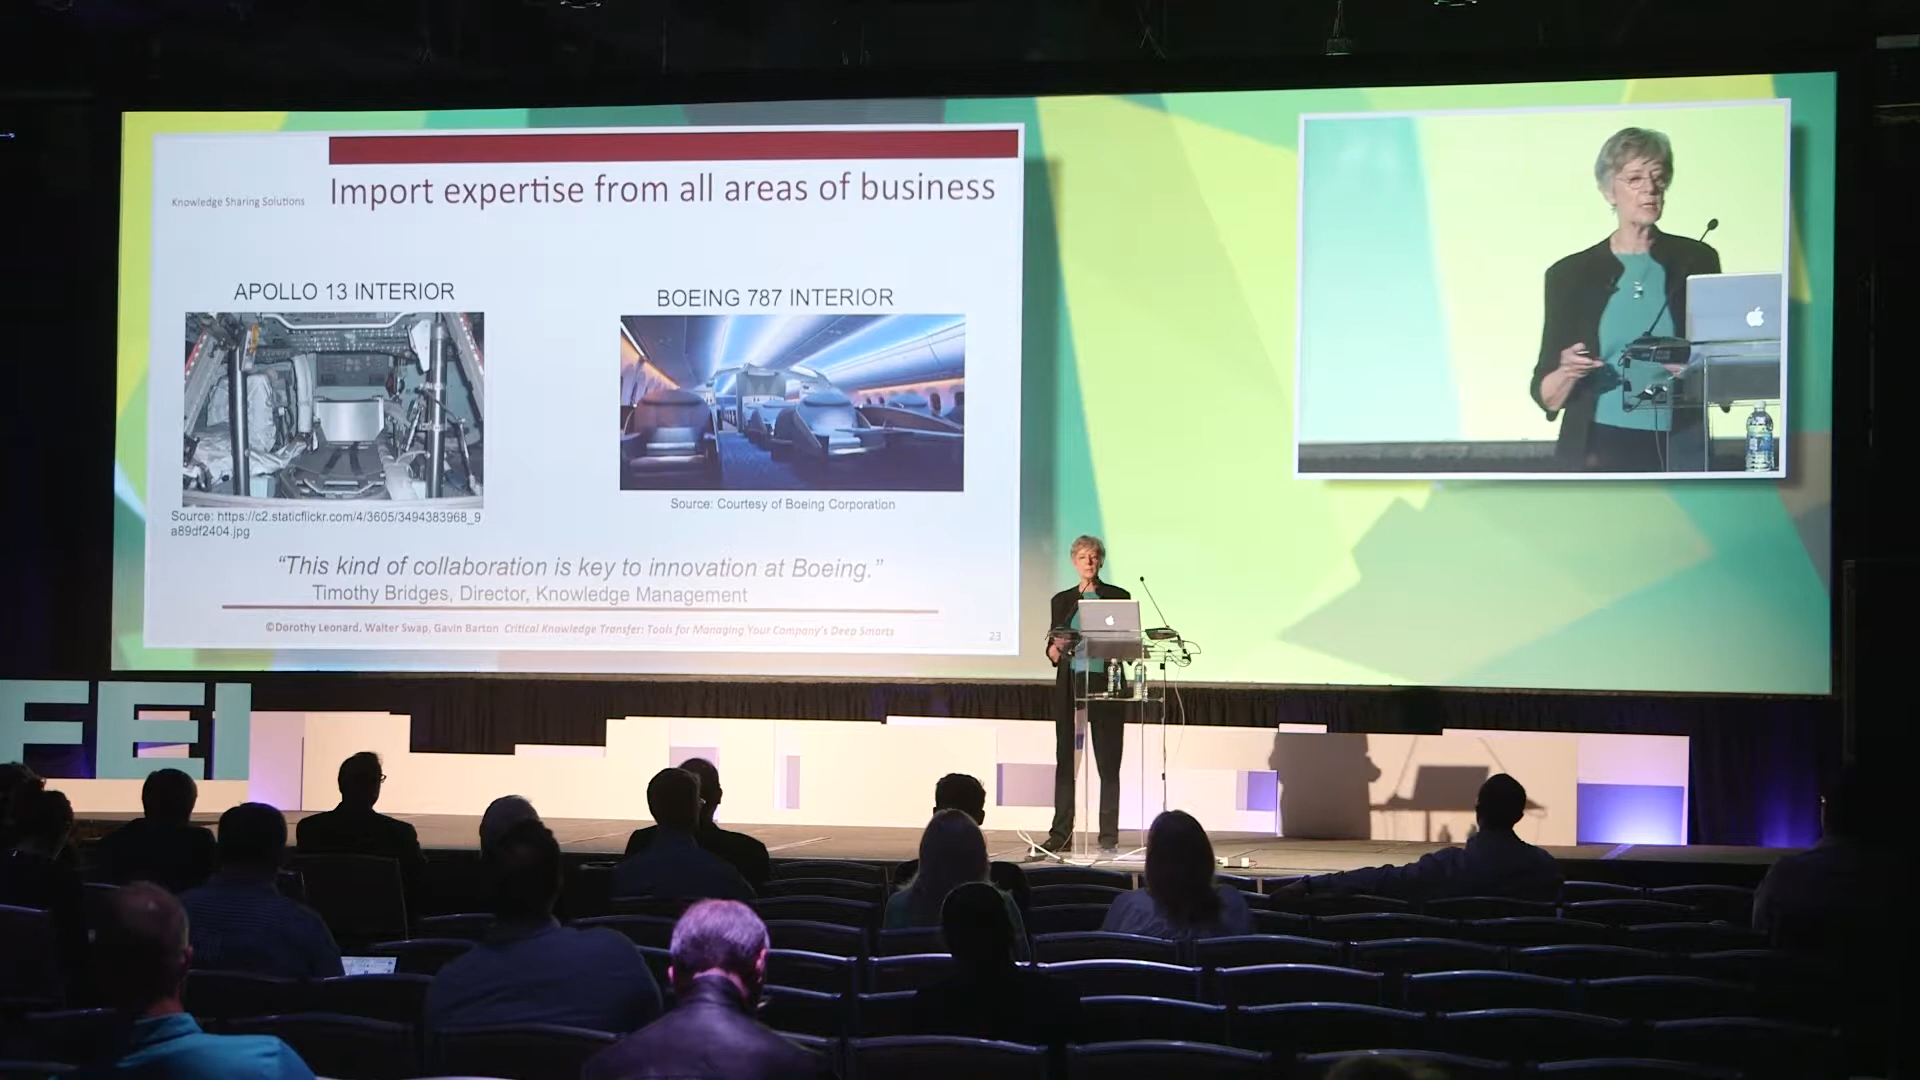 Knowledge Sharing Solutions
Import expertise from all areas of business
APOLLO 13 INTERIOR
BOEING 787 INTERIOR
Source: https://c2.staticflickr.com/4/3605/3494383968_9
a89df2404.jpg
Source: Courtesy of Boeing Corporation
“This kind of collaboration is key to innovation at Boeing.”
Timothy Bridges, Director, Knowledge Management
©Dorothy Leonard, Walter Swap, Gavin Barton Critical Knowledge Transfer: Tools for Managing Your Company's Deep Smarts
23
FEI